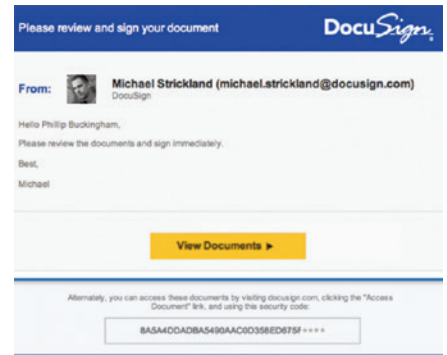 Please review and sign your document
DocuSign
From:
Michael Strickland (michael.strickland@docusign.com)
DocuSign
Hello Phillip Buckingham,
Please review the documents and sign immediately.
Best,
Michael
View Documents ▸
Alternately, you can access these documents by visiting docusign.com, clicking the "Access
Document" link, and using this security code: